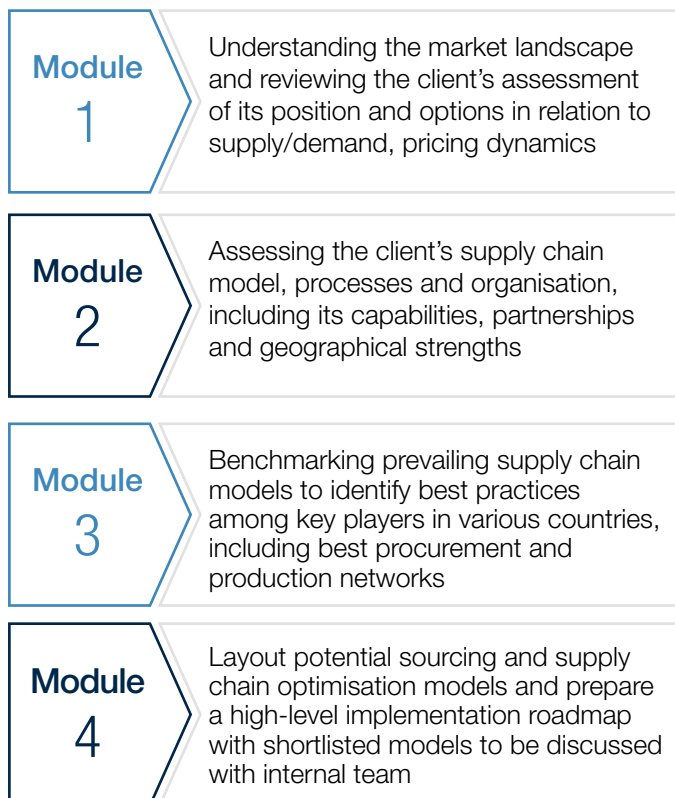 Module
1
Understanding the market landscape
and reviewing the client’s assessment
of its position and options in relation to
supply/demand, pricing dynamics
Module
2
Assessing the client’s supply chain
model, processes and organisation,
including its capabilities, partnerships
and geographical strengths
Module
3
Benchmarking prevailing supply chain
models to identify best practices
among key players in various countries,
including best procurement and
production networks
Module
4
Layout potential sourcing and supply
chain optimisation models and prepare
a high-level implementation roadmap
with shortlisted models to be discussed
with internal team